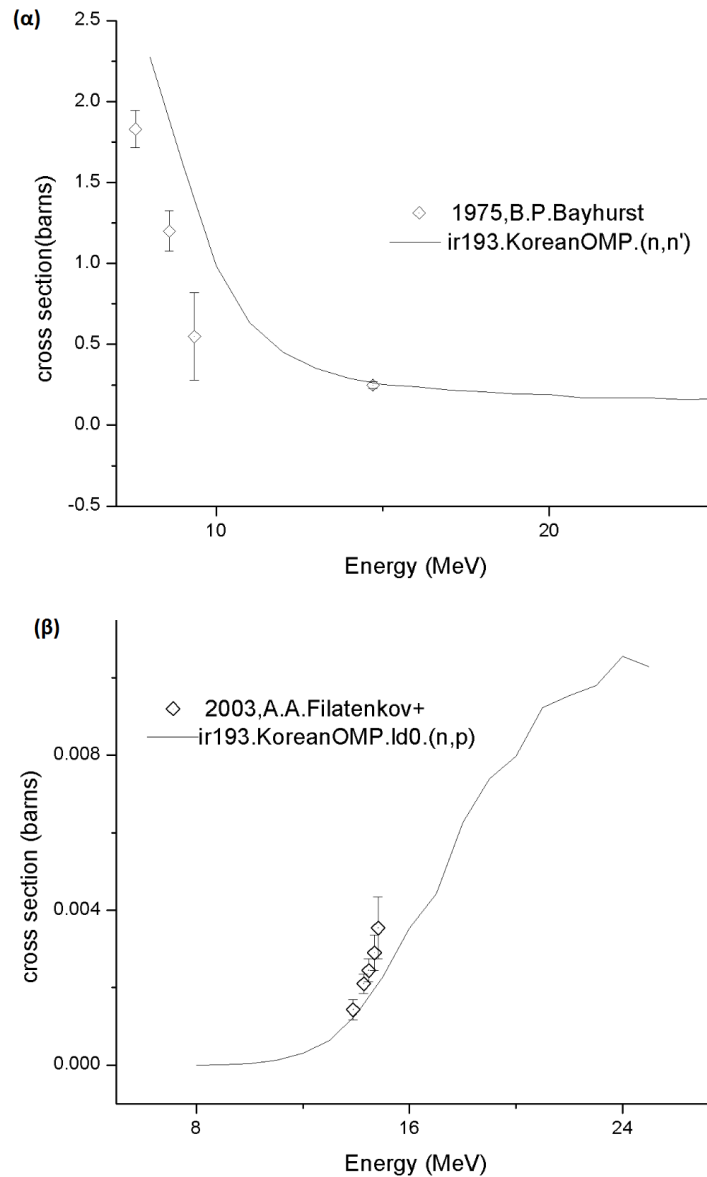 (α)
2.5
2.0
1.5
1.0
0.5
0.0
-0.5
cross section(barns)
1975,B.P.Bayhurst
ir193.KoreanOMP.(n,n')
10
20
Energy (MeV)
(β)
0.008
0.004
0.000
cross section (barns)
2003,A.A.Filatenkov+
ir193.KoreanOMP.ld0.(n,p)
8
16
24
Energy (MeV)